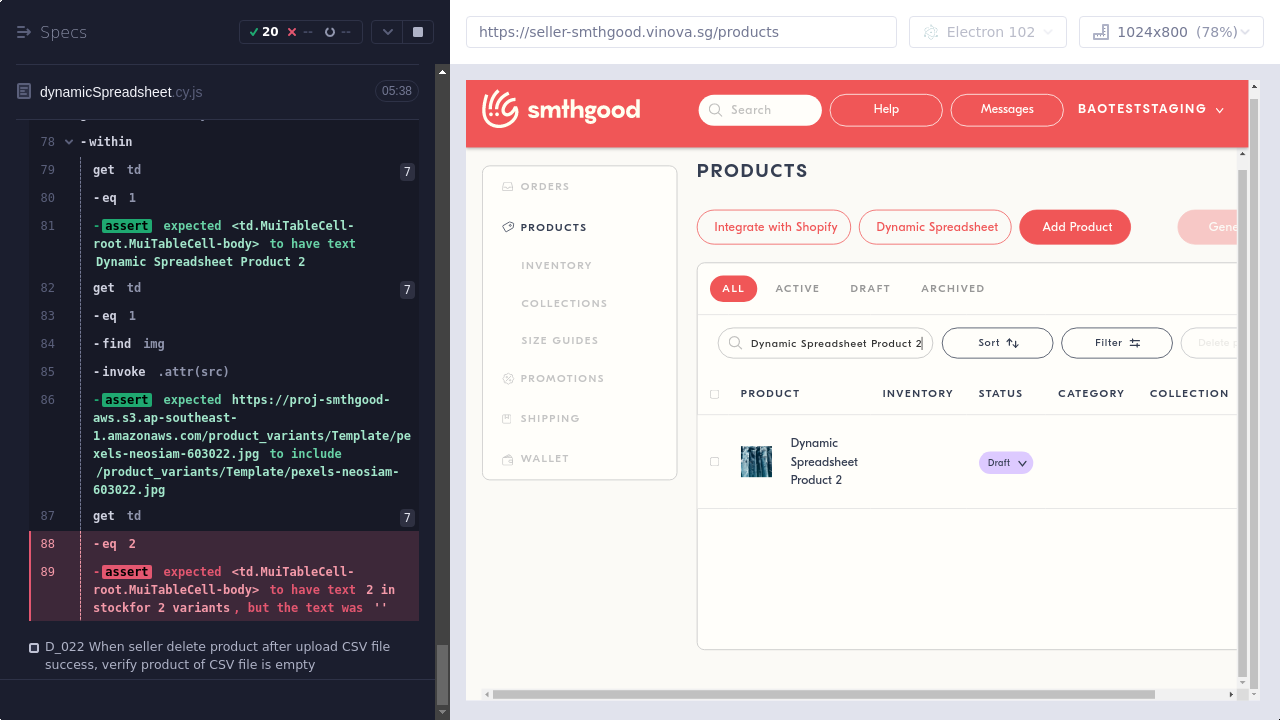 Specs
20
--
--
https://seller-smthgood.vinova.sg/products
Electron 102
1024x800 (78%)
dynamicSpreadsheet.cy.js
05:38
78 -within
79 get td 7
80 -eq 1
81 -assert expected <td.MuiTableCell-
root.MuiTableCell-body> to have text
Dynamic Spreadsheet Product 2
82 get td 7
83 -eq 1
84 -find img
85 -invoke .attr(src)
86 -assert expected https://proj-smthgood-
aws.s3.ap-southeast-
1.amazonaws.com/product_variants/Template/pe
xels-neosiam-603022.jpg to include
/product_variants/Template/pexels-neosiam-
603022.jpg
87 get td 7
88 -eq 2
89 -assert expected <td.MuiTableCell-
root.MuiTableCell-body> to have text 2 in
stockfor 2 variants, but the text was ''
D_022 When seller delete product after upload CSV file
success, verify product of CSV file is empty
smthgood
Search
Help
Messages
BAOTESTSTAGING
ORDERS
PRODUCTS
INVENTORY
COLLECTIONS
SIZE GUIDES
PROMOTIONS
SHIPPING
WALLET
PRODUCTS
Integrate with Shopify
Dynamic Spreadsheet
Add Product
Gene
ALL
ACTIVE
DRAFT
ARCHIVED
Dynamic Spreadsheet Product 2
Sort
Filter
Delete
PRODUCT
INVENTORY
STATUS
CATEGORY
COLLECTION
Dynamic
Spreadsheet
Product 2
Draft